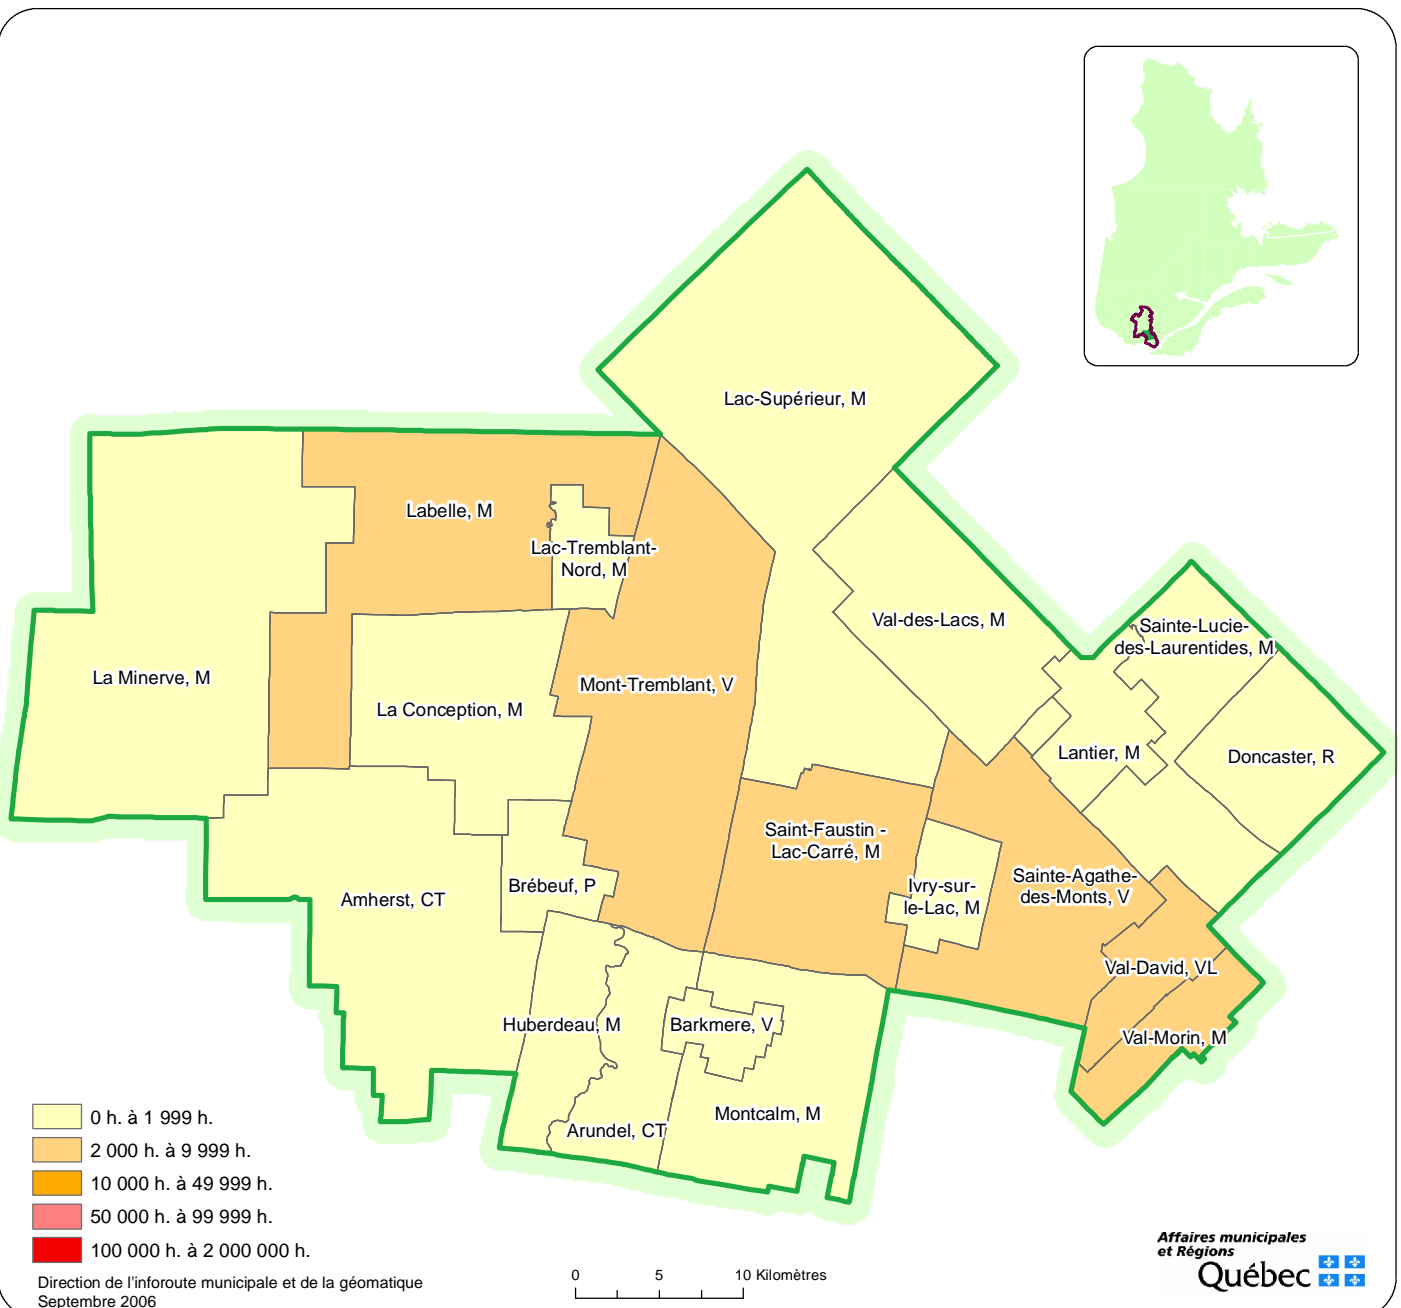 Lac-Supérieur, M
Labelle, M
Lac-Tremblant-
Nord, M
Val-des-Lacs, M
Sainte-Lucie-
des-Laurentides, M
La Minerve, M
Mont-Tremblant, V
La Conception, M
Lantier, M
Doncaster, R
Saint-Faustin -
Lac-Carré, M
Ivry-sur-
le-Lac, M
Sainte-Agathe-
des-Monts, V
Brébeuf, P
Amherst, CT
Val-David, VL
Huberdeau, M
Barkmere, V
Val-Morin, M
Montcalm, M
Arundel, CT
0 h. à 1 999 h.
2 000 h. à 9 999 h.
10 000 h. à 49 999 h.
50 000 h. à 99 999 h.
100 000 h. à 2 000 000 h.
Direction de l'inforoute municipale et de la géomatique
Septembre 2006
0 5 10 Kilomètres
Affaires municipales
et Régions
Québec